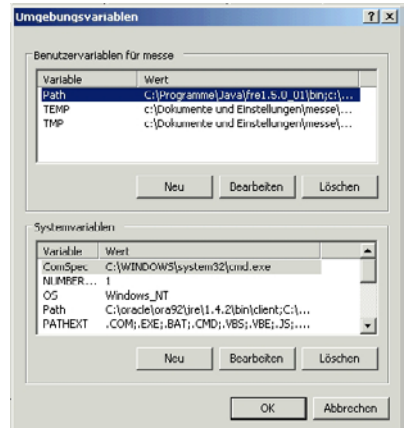 Umgebungsvariablen
Benutzervariablen für messe
Variable Wert
Path C:\Programme\Java\jre1.5.0_01\bin;c:\...
TEMP c:\Dokumente und Einstellungen\messe\...
TMP c:\Dokumente und Einstellungen\messe\...
Neu Bearbeiten Löschen
Systemvariablen
Variable Wert
ComSpec C:\WINDOWS\system32\cmd.exe
NUMBER... 1
OS Windows_NT
Path C:\oracle\ora92\jre\1.4.2\bin\client;C:\...
PATHEXT .COM;.EXE;.BAT;.CMD;.VBS;.VBE;.JS;....
Neu Bearbeiten Löschen
OK Abbrechen